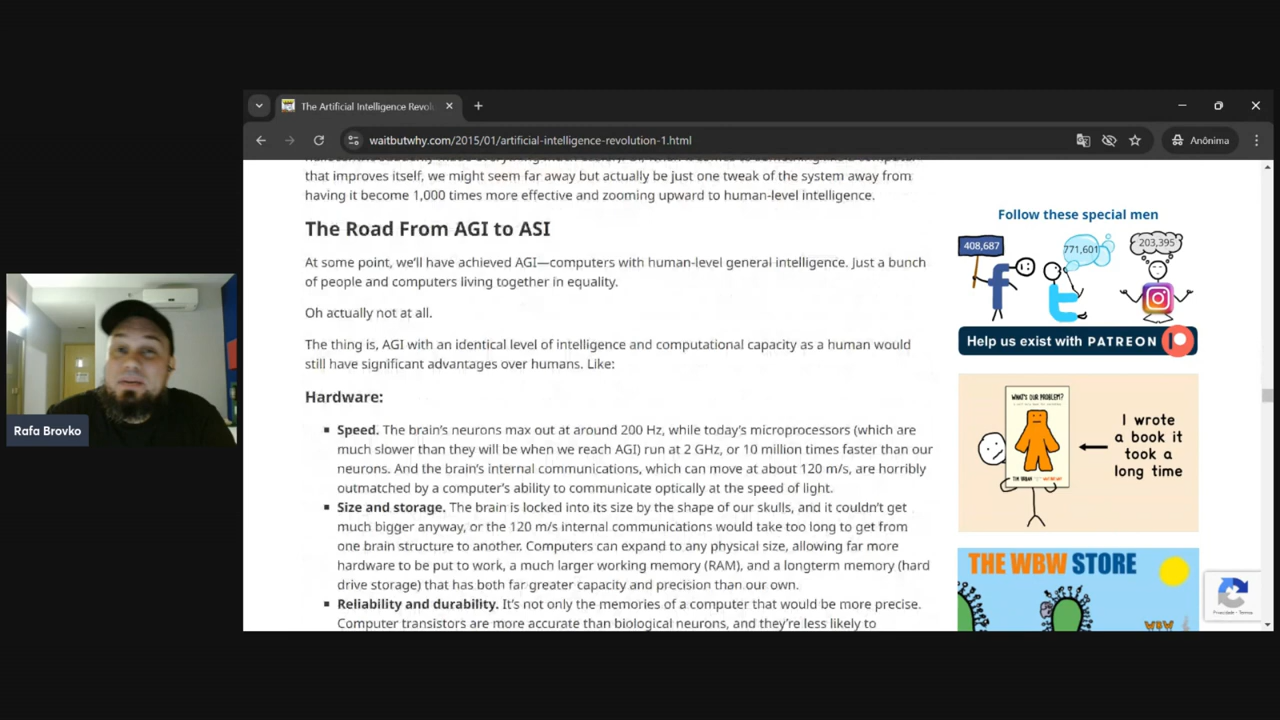 The Artificial Intelligence Revol
waitbutwhy.com/2015/01/artificial-intelligence-revolution-1.html
Anônima
that improves itself, we might seem far away but actually be just one tweak of the system away from
having it become 1,000 times more effective and zooming upward to human-level intelligence.
The Road From AGI to ASI
At some point, we'll have achieved AGI—computers with human-level general intelligence. Just a bunch
of people and computers living together in equality.
Oh actually not at all.
The thing is, AGI with an identical level of intelligence and computational capacity as a human would
still have significant advantages over humans. Like:
Hardware:
Speed. The brain's neurons max out at around 200 Hz, while today's microprocessors (which are
much slower than they will be when we reach AGI) run at 2 GHz, or 10 million times faster than our
neurons. And the brain's internal communications, which can move at about 120 m/s, are horribly
outmatched by a computer's ability to communicate optically at the speed of light.
Size and storage. The brain is locked into its size by the shape of our skulls, and it couldn't get
much bigger anyway, or the 120 m/s internal communications would take too long to get from
one brain structure to another. Computers can expand to any physical size, allowing far more
hardware to be put to work, a much larger working memory (RAM), and a longterm memory (hard
drive storage) that has both far greater capacity and precision than our own.
Reliability and durability. It's not only the memories of a computer that would be more precise.
Computer transistors are more accurate than biological neurons, and they're less likely to
Follow these special men
408,687
771,601
203,395
Help us exist with PATREON
WHAT'S OUR PROBLEM?
I wrote
a book it
took a
long time
THE WBW STORE
WBW
Privacidade - Termos
Rafa Brovko